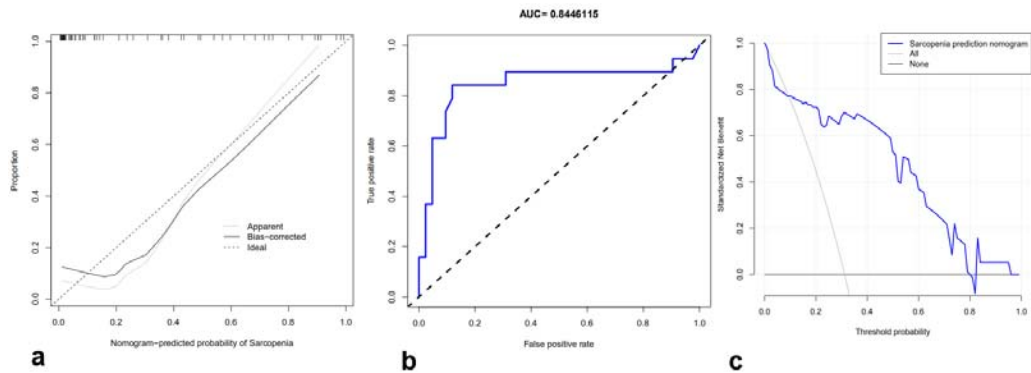 AUC= 0.8446115
Proportion
1.0
0.8
0.6
0.4
0.2
0.0
Apparent
Bias-corrected
Ideal
0.0 0.2 0.4 0.6 0.8 1.0
Nomogram-predicted probability of Sarcopenia
a
True positive rate
1.0
0.8
0.6
0.4
0.2
0.0
0.0 0.2 0.4 0.6 0.8 1.0
False positive rate
b
Standardized Net Benefit
1.0
0.8
0.6
0.4
0.2
0.0
Sarcopenia prediction nomogram
All
None
0.0 0.2 0.4 0.6 0.8 1.0
Threshold probability
c